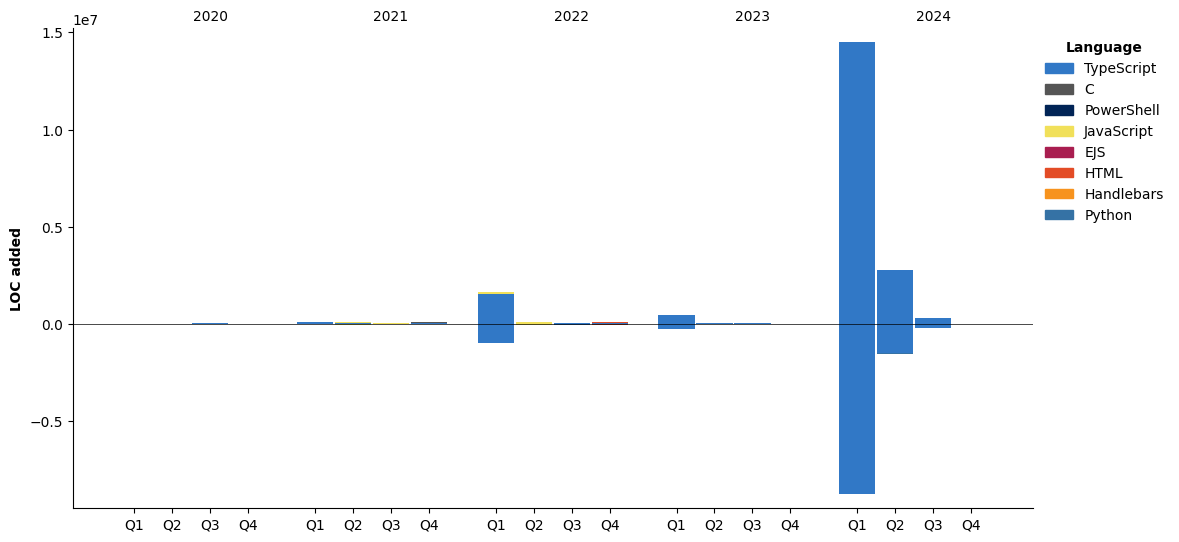 1e7
2020 2021 2022 2023 2024
1.5
1.0
0.5
0.0
−0.5
LOC added
Q1 Q2 Q3 Q4 Q1 Q2 Q3 Q4 Q1 Q2 Q3 Q4 Q1 Q2 Q3 Q4 Q1 Q2 Q3 Q4
Language
TypeScript
C
PowerShell
JavaScript
EJS
HTML
Handlebars
Python